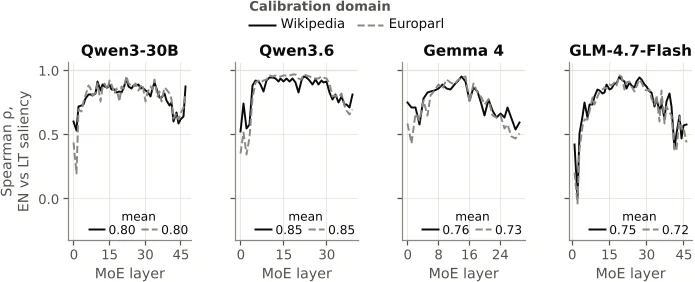 Calibration domain
Wikipedia Europarl
Qwen3-30B Qwen3.6 Gemma 4 GLM-4.7-Flash
Spearman ρ,
EN vs LT saliency
1.0
0.5
0.0
mean mean mean mean
0.80 0.80 0.85 0.85 0.76 0.73 0.75 0.72
0 15 30 45 0 15 30 0 8 16 24 0 15 30 45
MoE layer MoE layer MoE layer MoE layer